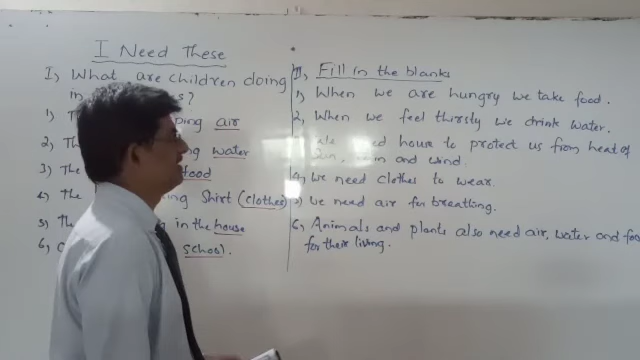 I Need These
I, What are children doing
in s?
1) T ping air
2) Th ng water
3) The food
4) The ng Shirt (clothes)
5) The in the house
6) school).
II, Fill in the blanks
1) When we are hungry we take food.
2, When we feel thirsty we drink water.
house to protect us from heat of
and wind.
4, We need clothes to wear.
5) We need air for breathing.
6, Animals and plants also need air, water and foo
for their living.